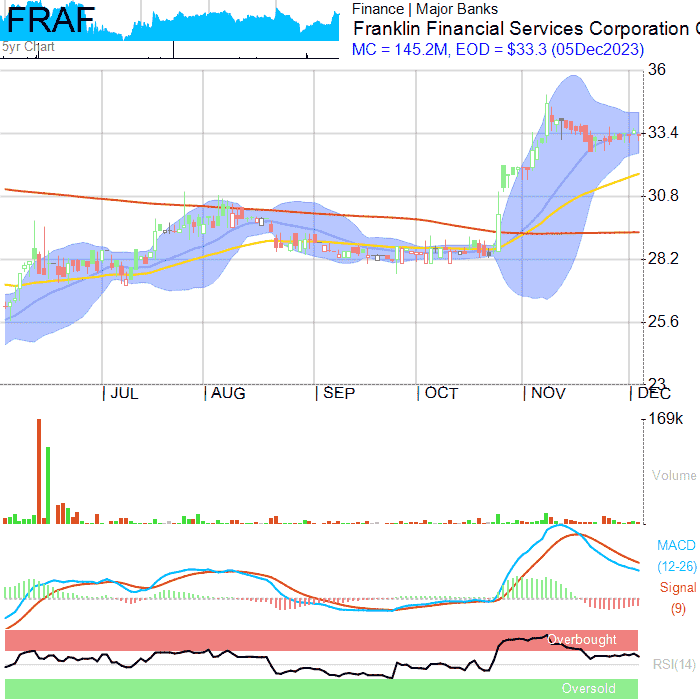 FRAF
5yr Chart
Finance | Major Banks
Franklin Financial Services Corporation
MC = 145.2M, EOD = $33.3 (05Dec2023)
36
33.4
30.8
28.2
25.6
23
JUL AUG SEP OCT NOV DEC
169k
Volume
MACD
(12-26)
Signal
(9)
Overbought
RSI(14)
Oversold